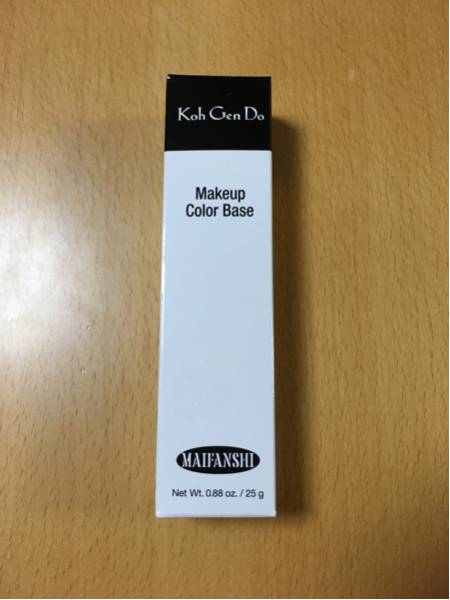 Koh Gen Do
Makeup
Color Base
MAIFANSHI
Net Wt. 0.88 oz. / 25 g